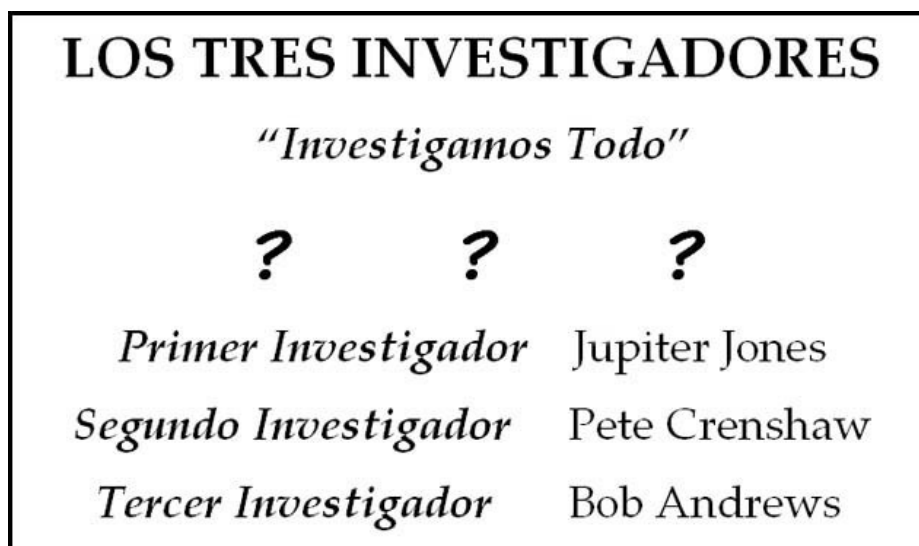 LOS TRES INVESTIGADORES
“Investigamos Todo”
? ? ?
Primer Investigador Jupiter Jones
Segundo Investigador Pete Crenshaw
Tercer Investigador Bob Andrews